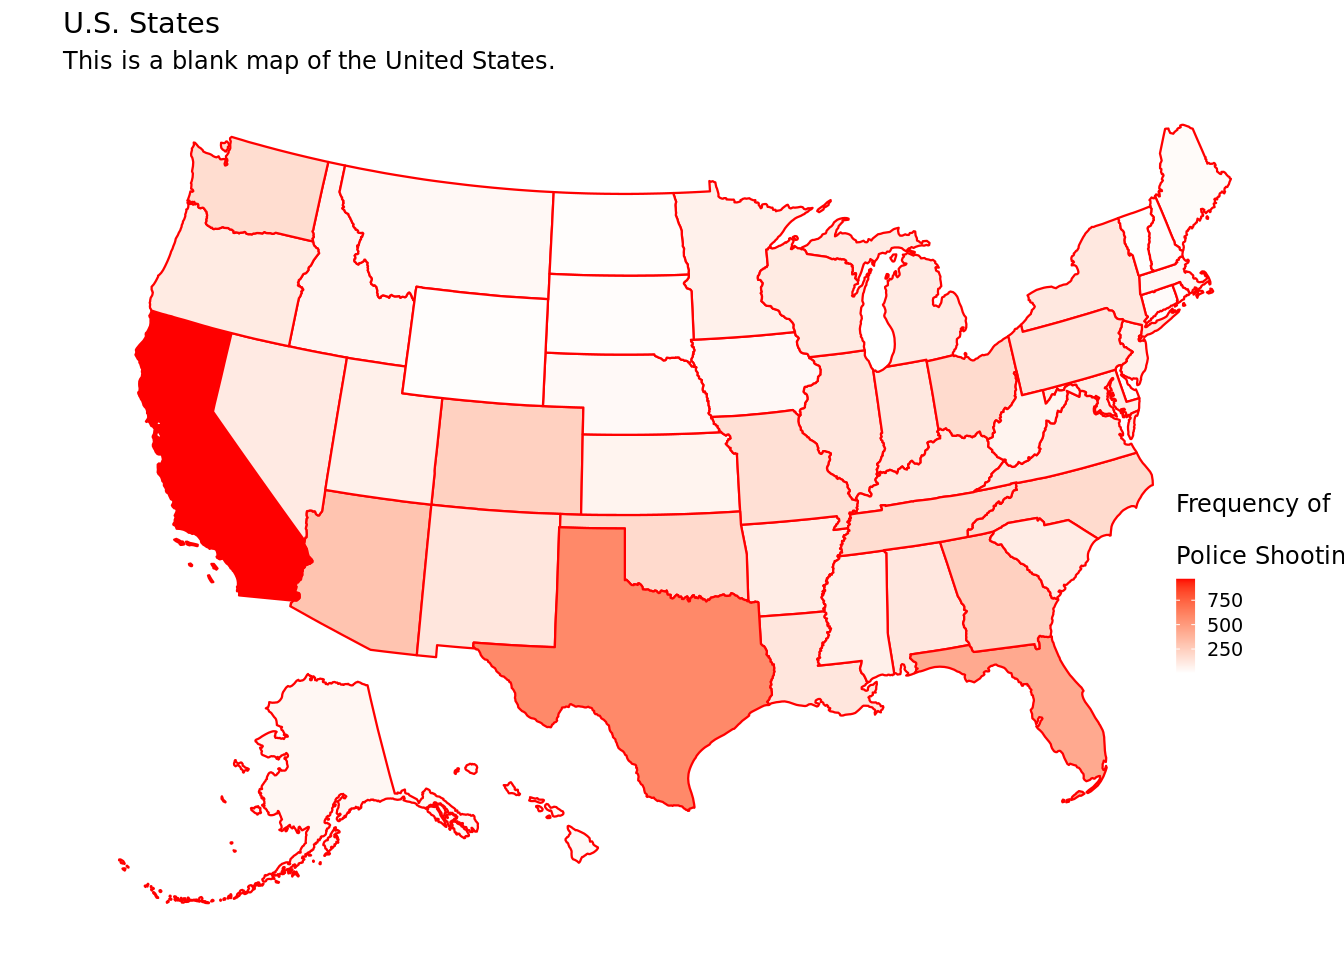 U.S. States
This is a blank map of the United States.
Frequency of
Police Shootin
750
500
250